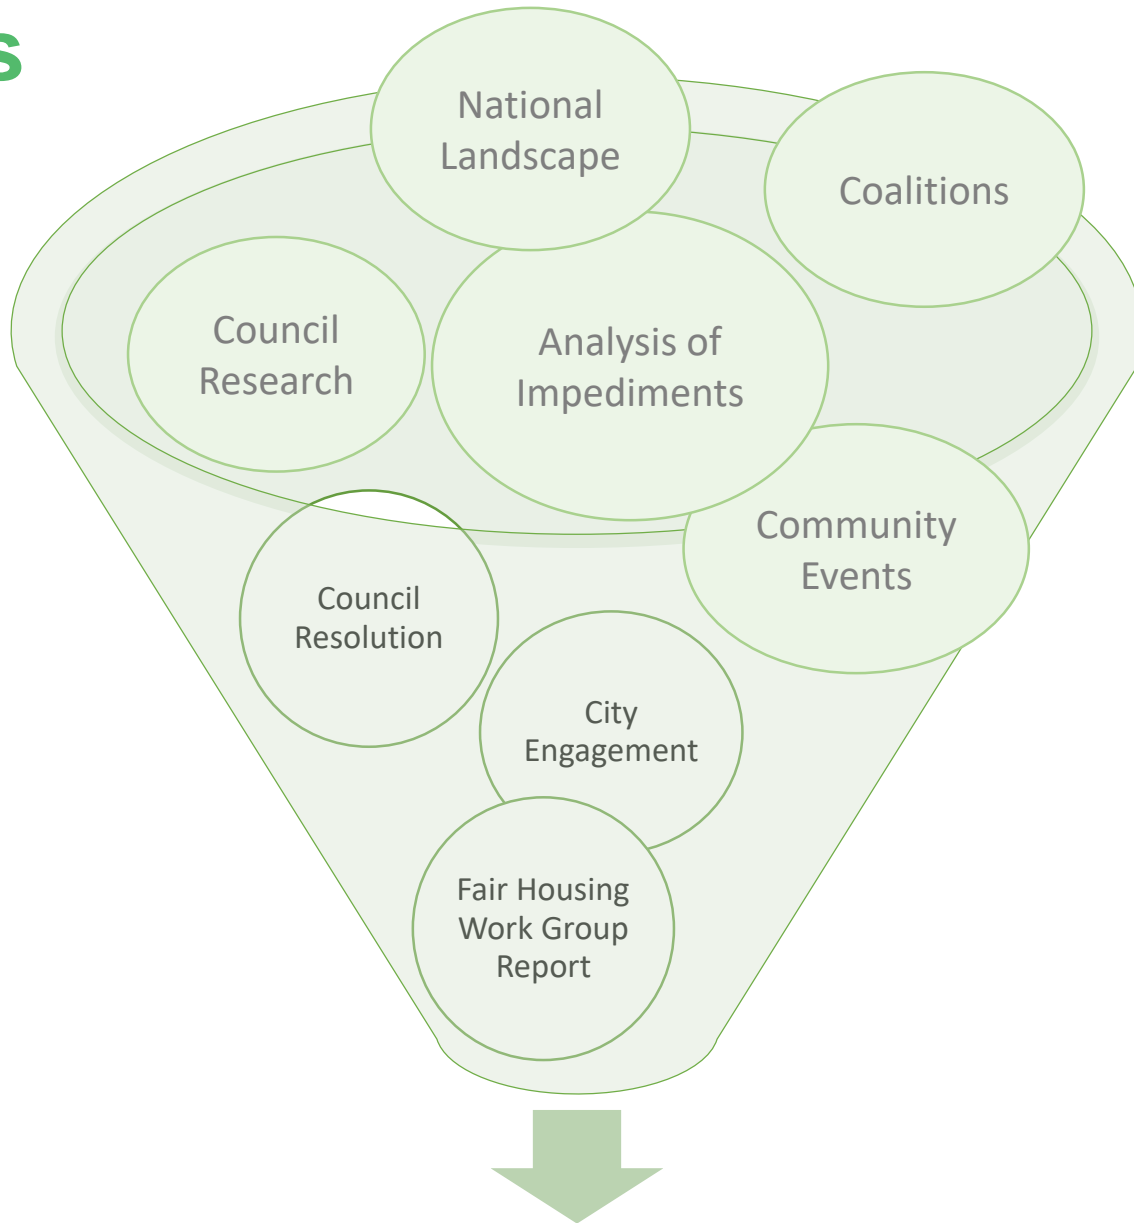 s
National
Landscape
Coalitions
Council
Research
Analysis of
Impediments
Community
Events
Council
Resolution
City
Engagement
Fair Housing
Work Group
Report